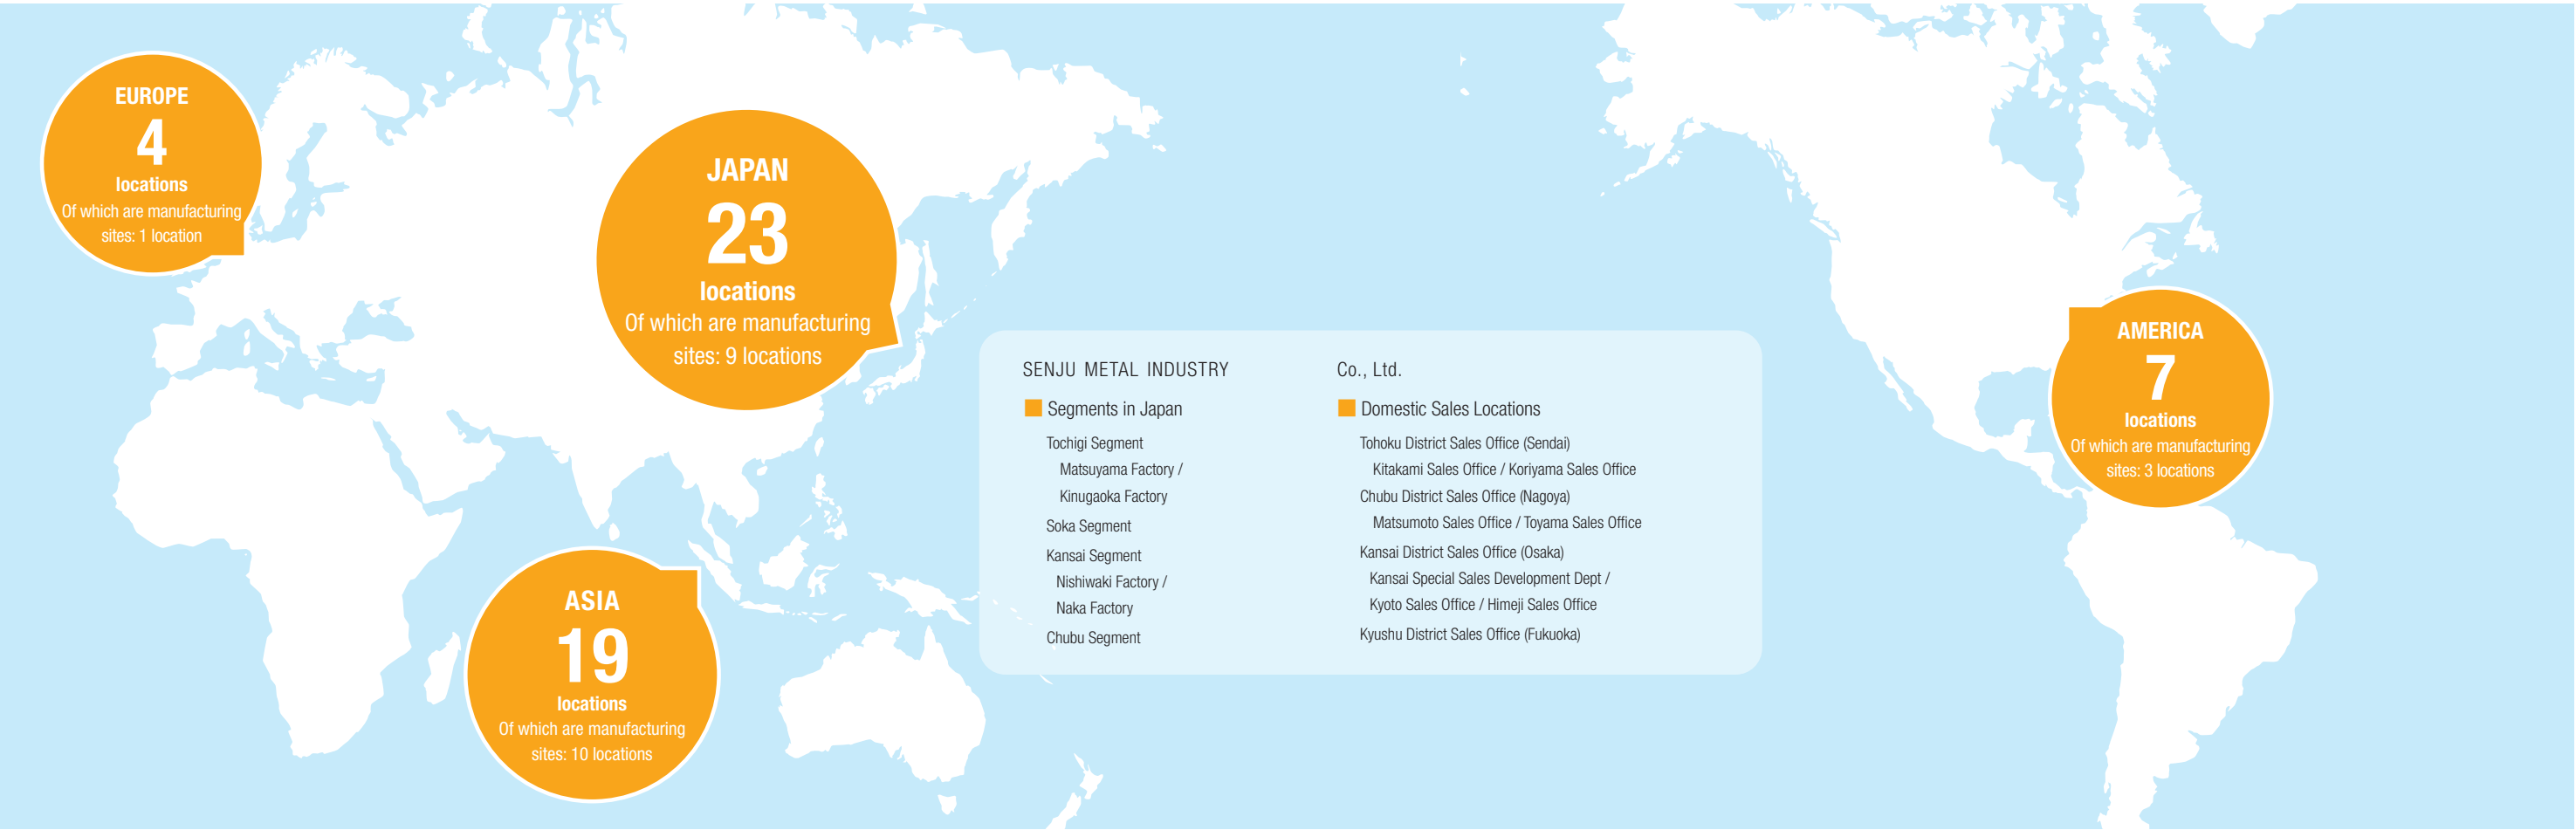 EUROPE
4
locations
Of which are manufacturing
sites: 1 location
JAPAN
23
locations
Of which are manufacturing
sites: 9 locations
ASIA
19
locations
Of which are manufacturing
sites: 10 locations
SENJU METAL INDUSTRY Co., Ltd.
Segments in Japan
Tochigi Segment
Matsuyama Factory /
Kinugaoka Factory
Soka Segment
Kansai Segment
Nishiwaki Factory /
Naka Factory
Chubu Segment
Domestic Sales Locations
Tohoku District Sales Office (Sendai)
Kitakami Sales Office / Koriyama Sales Office
Chubu District Sales Office (Nagoya)
Matsumoto Sales Office / Toyama Sales Office
Kansai District Sales Office (Osaka)
Kansai Special Sales Development Dept /
Kyoto Sales Office / Himeji Sales Office
Kyushu District Sales Office (Fukuoka)
AMERICA
7
locations
Of which are manufacturing
sites: 3 locations